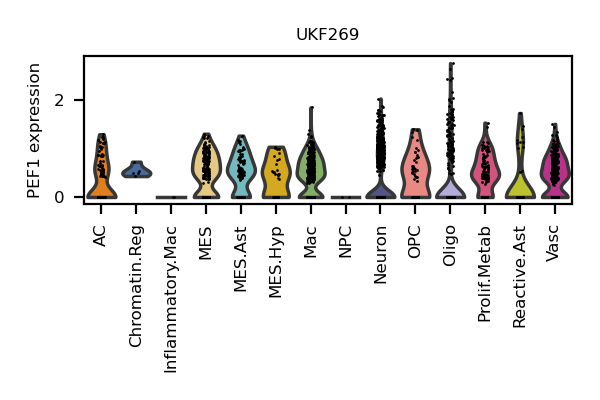 UKF269
PEF1 expression
2
0
AC
Chromatin.Reg
Inflammatory.Mac
MES
MES.Ast
MES.Hyp
Mac
NPC
Neuron
OPC
Oligo
Prolif.Metab
Reactive.Ast
Vasc